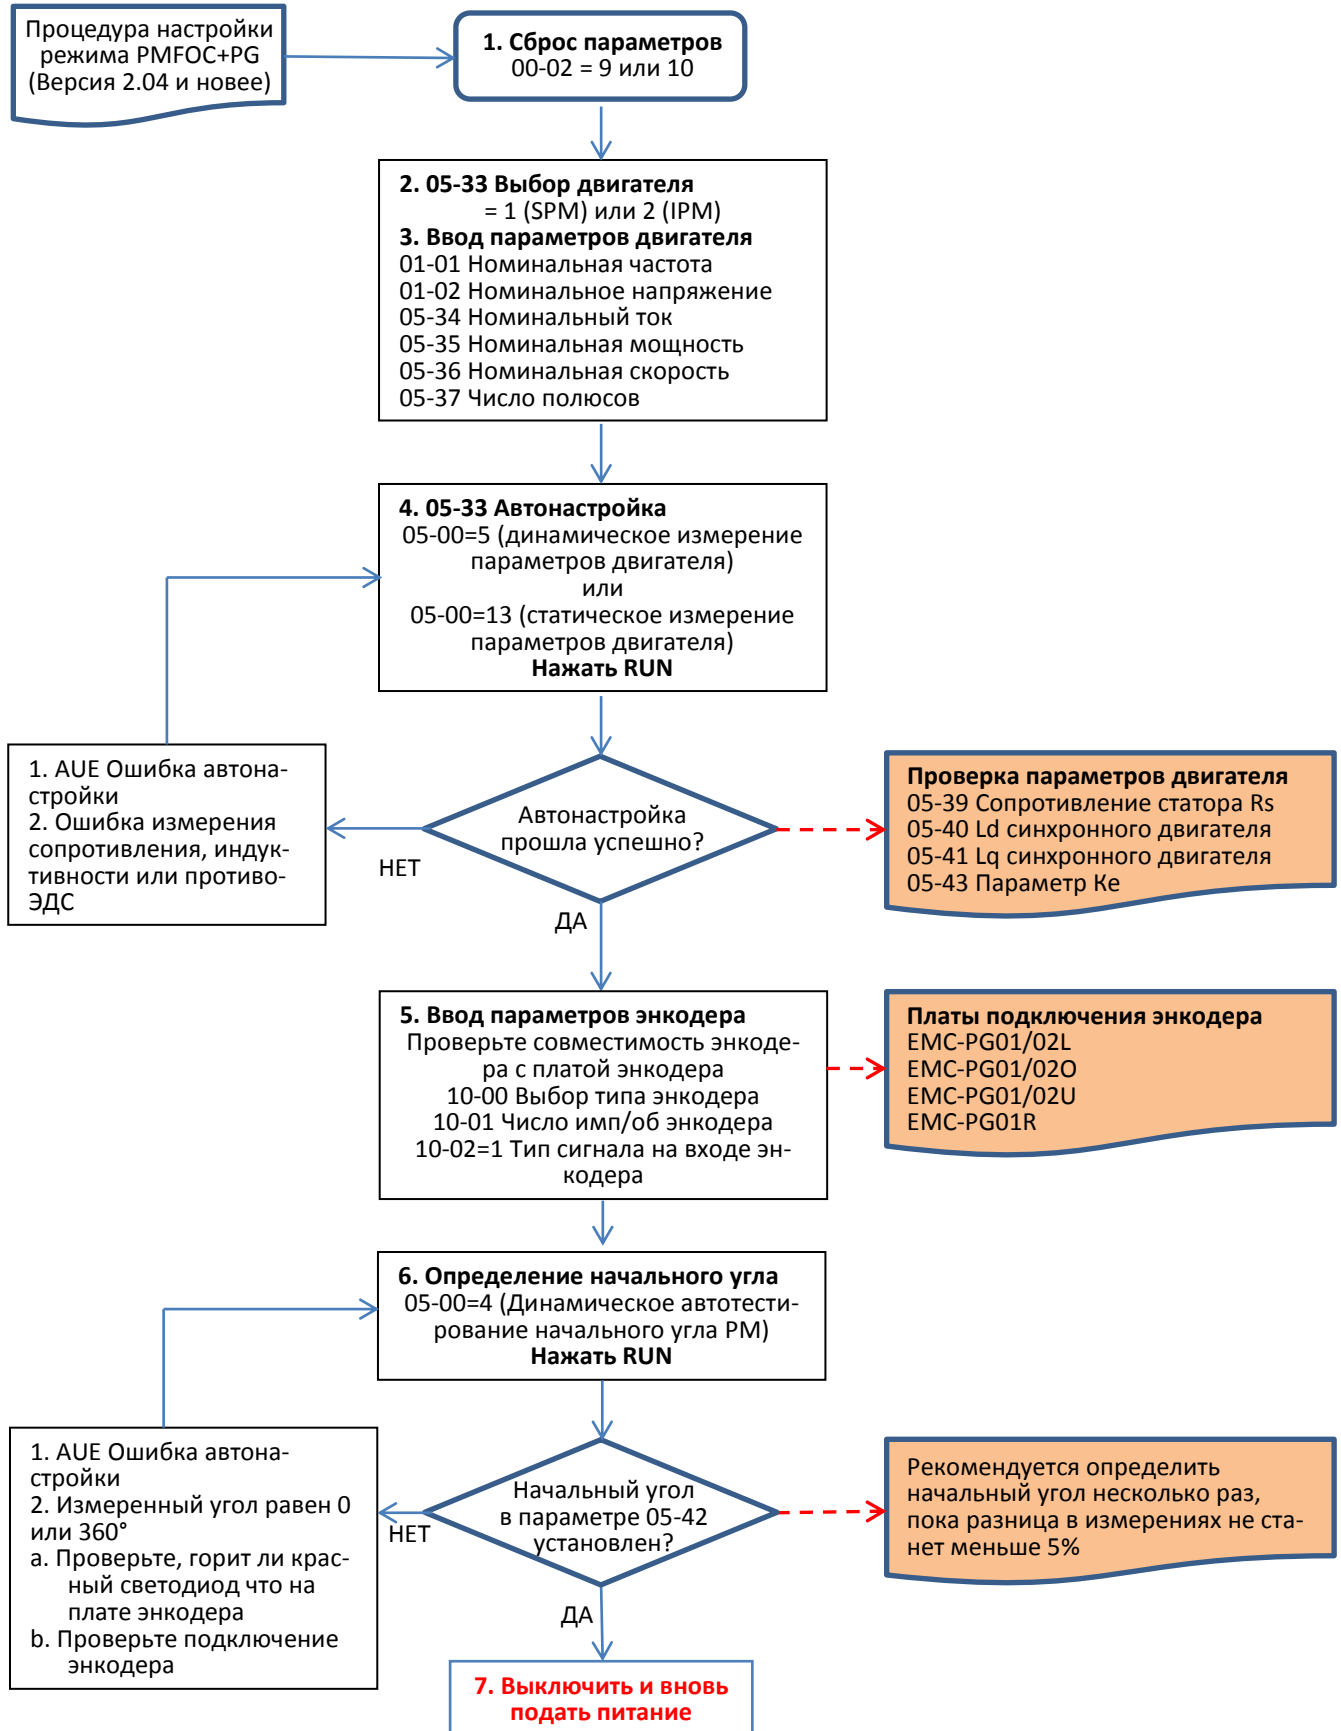 Процедура настройки
режима PMFOC+PG
(Версия 2.04 и новее)
1. Сброс параметров
00-02 = 9 или 10
2. 05-33 Выбор двигателя
= 1 (SPM) или 2 (IPM)
3. Ввод параметров двигателя
01-01 Номинальная частота
01-02 Номинальное напряжение
05-34 Номинальный ток
05-35 Номинальная мощность
05-36 Номинальная скорость
05-37 Число полюсов
4. 05-33 Автонастройка
05-00=5 (динамическое измерение
параметров двигателя)
или
05-00=13 (статическое измерение
параметров двигателя)
Нажать RUN
1. AUE Ошибка автона-
стройки
2. Ошибка измерения
сопротивления, индук-
тивности или противо-
ЭДС
НЕТ
Автонастройка
прошла успешно?
ДА
Проверка параметров двигателя
05-39 Сопротивление статора Rs
05-40 Ld синхронного двигателя
05-41 Lq синхронного двигателя
05-43 Параметр Ke
5. Ввод параметров энкодера
Проверьте совместимость энкоде-
ра с платой энкодера
10-00 Выбор типа энкодера
10-01 Число имп/об энкодера
10-02=1 Тип сигнала на входе эн-
кодера
Платы подключения энкодера
EMC-PG01/02L
EMC-PG01/02O
EMC-PG01/02U
EMC-PG01R
6. Определение начального угла
05-00=4 (Динамическое автотести-
рование начального угла PM)
Нажать RUN
1. AUE Ошибка автона-
стройки
2. Измеренный угол равен 0
или 360°
a. Проверьте, горит ли крас-
ный светодиод что на
плате энкодера
b. Проверьте подключение
энкодера
НЕТ
Начальный угол
в параметре 05-42
установлен?
ДА
Рекомендуется определить
начальный угол несколько раз,
пока разница в измерениях не ста-
нет меньше 5%
7. Выключить и вновь
подать питание